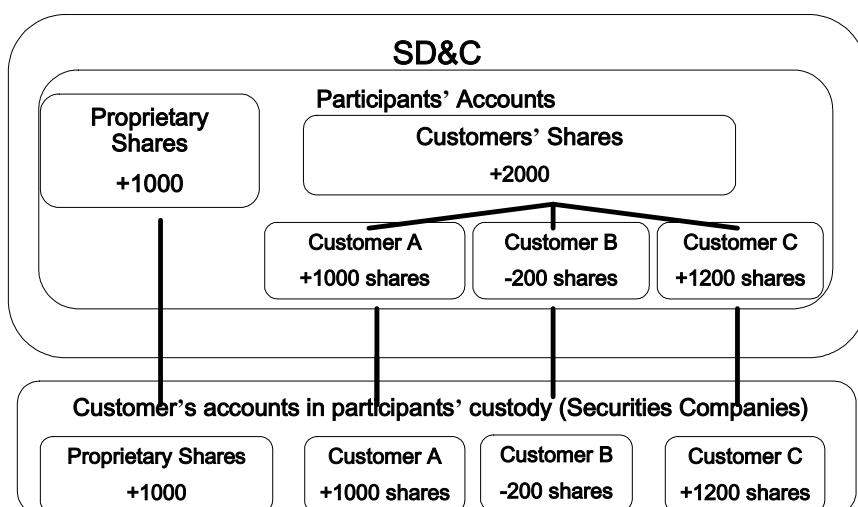 SD&C
Participants’ Accounts
Proprietary
Shares
+1000
Customers’ Shares
+2000
Customer A
+1000 shares
Customer B
-200 shares
Customer C
+1200 shares
Customer’s accounts in participants’ custody (Securities Companies)
Proprietary Shares
+1000
Customer A
+1000 shares
Customer B
-200 shares
Customer C
+1200 shares